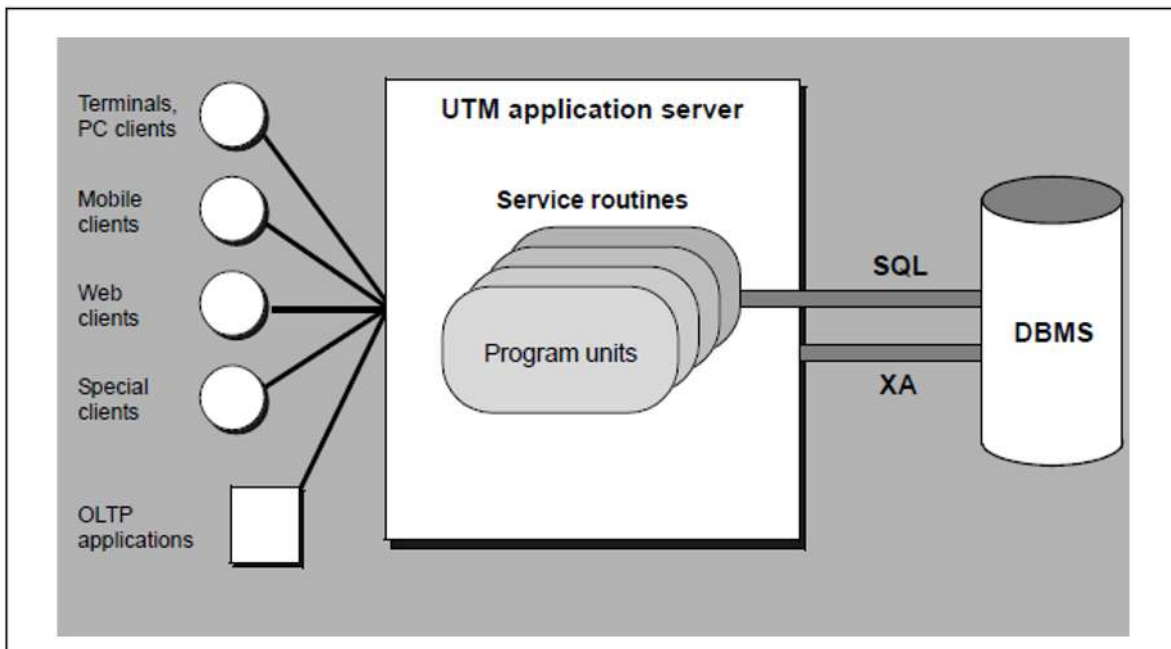 Terminals,
PC clients
Mobile
clients
Web
clients
Special
clients
OLTP
applications
UTM application server
Service routines
Program units
SQL
XA
DBMS